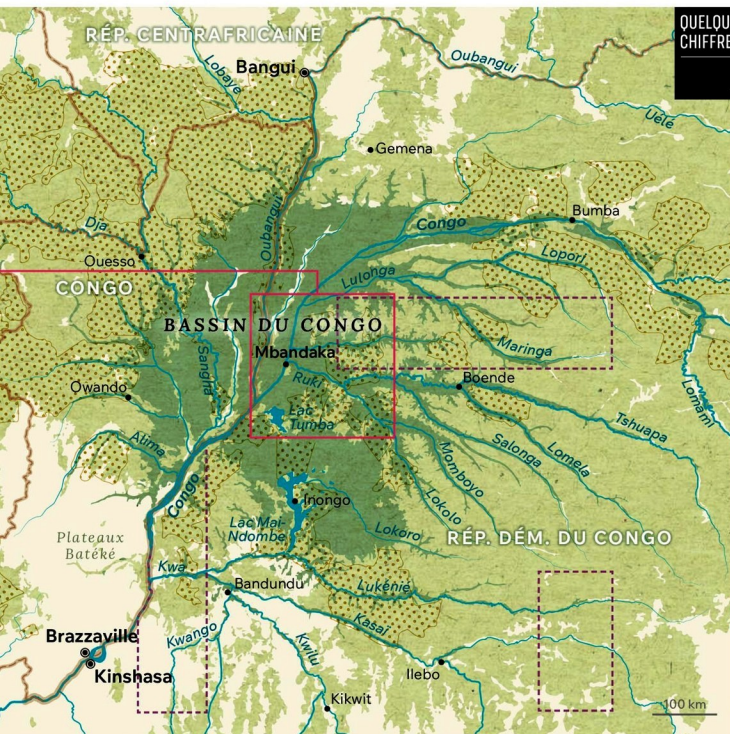 QUELQU
CHIFFRE
RÉP. CENTRAFRICAINE
Bangui
Lobaye
Oubangui
Uélé
Gemena
Oubangui
Congo
Bumba
Dja
Ouesso
Lulonga
Lopori
CONGO
BASSIN DU CONGO
Maringa
Mbandaka
Sangha
Ruki
Boende
Owando
Lac
Tumba
Lomami
Tshuapa
Alima
Salonga
Lomela
Momboyo
Congo
Inongo
Lokolo
Plateaux
Batéké
Lac Mai-
Ndombe
Lokoro
RÉP. DÉM. DU CONGO
Kwa
Bandundu
Lukenie
Kasaï
Kwango
Kwilu
Brazzaville
Kinshasa
Ilebo
Kikwit
100 km